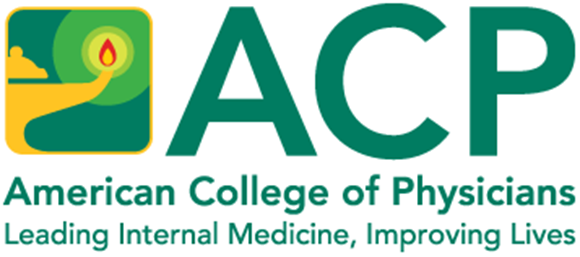 ACP
American College of Physicians
Leading Internal Medicine, Improving Lives